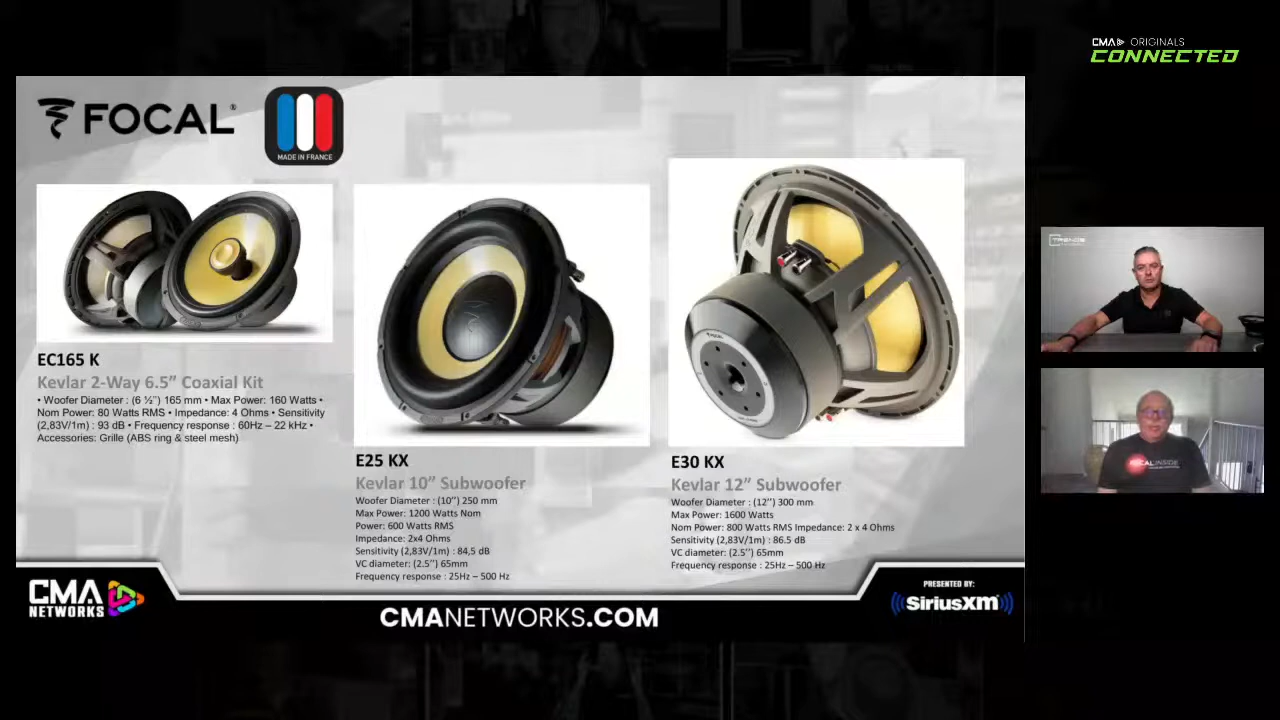 CMA ORIGINALS
CONNECTED
FOCAL®
MADE IN FRANCE
EC165 K
Kevlar 2-Way 6.5” Coaxial Kit
• Woofer Diameter : (6 ½”) 165 mm • Max Power: 160 Watts •
Nom Power: 80 Watts RMS • Impedance: 4 Ohms • Sensitivity
(2,83V/1m) : 93 dB • Frequency response : 60Hz – 22 kHz •
Accessories: Grille (ABS ring & steel mesh)
E25 KX
Kevlar 10” Subwoofer
Woofer Diameter : (10’’) 250 mm
Max Power: 1200 Watts Nom
Power: 600 Watts RMS
Impedance: 2x4 Ohms
Sensitivity (2,83V/1m) : 84,5 dB
VC diameter: (2.5’’) 65mm
Frequency response : 25Hz – 500 Hz
E30 KX
Kevlar 12” Subwoofer
Woofer Diameter : (12’’) 300 mm
Max Power: 1600 Watts
Nom Power: 800 Watts RMS Impedance: 2 x 4 Ohms
Sensitivity (2,83V/1m) : 86.5 dB
VC diameter: (2.5’’) 65mm
Frequency response : 25Hz – 500 Hz
TRENDS
FOCAL INSIDE
CMA
NETWORKS
CMANETWORKS.COM
PRESENTED BY:
SiriusXM